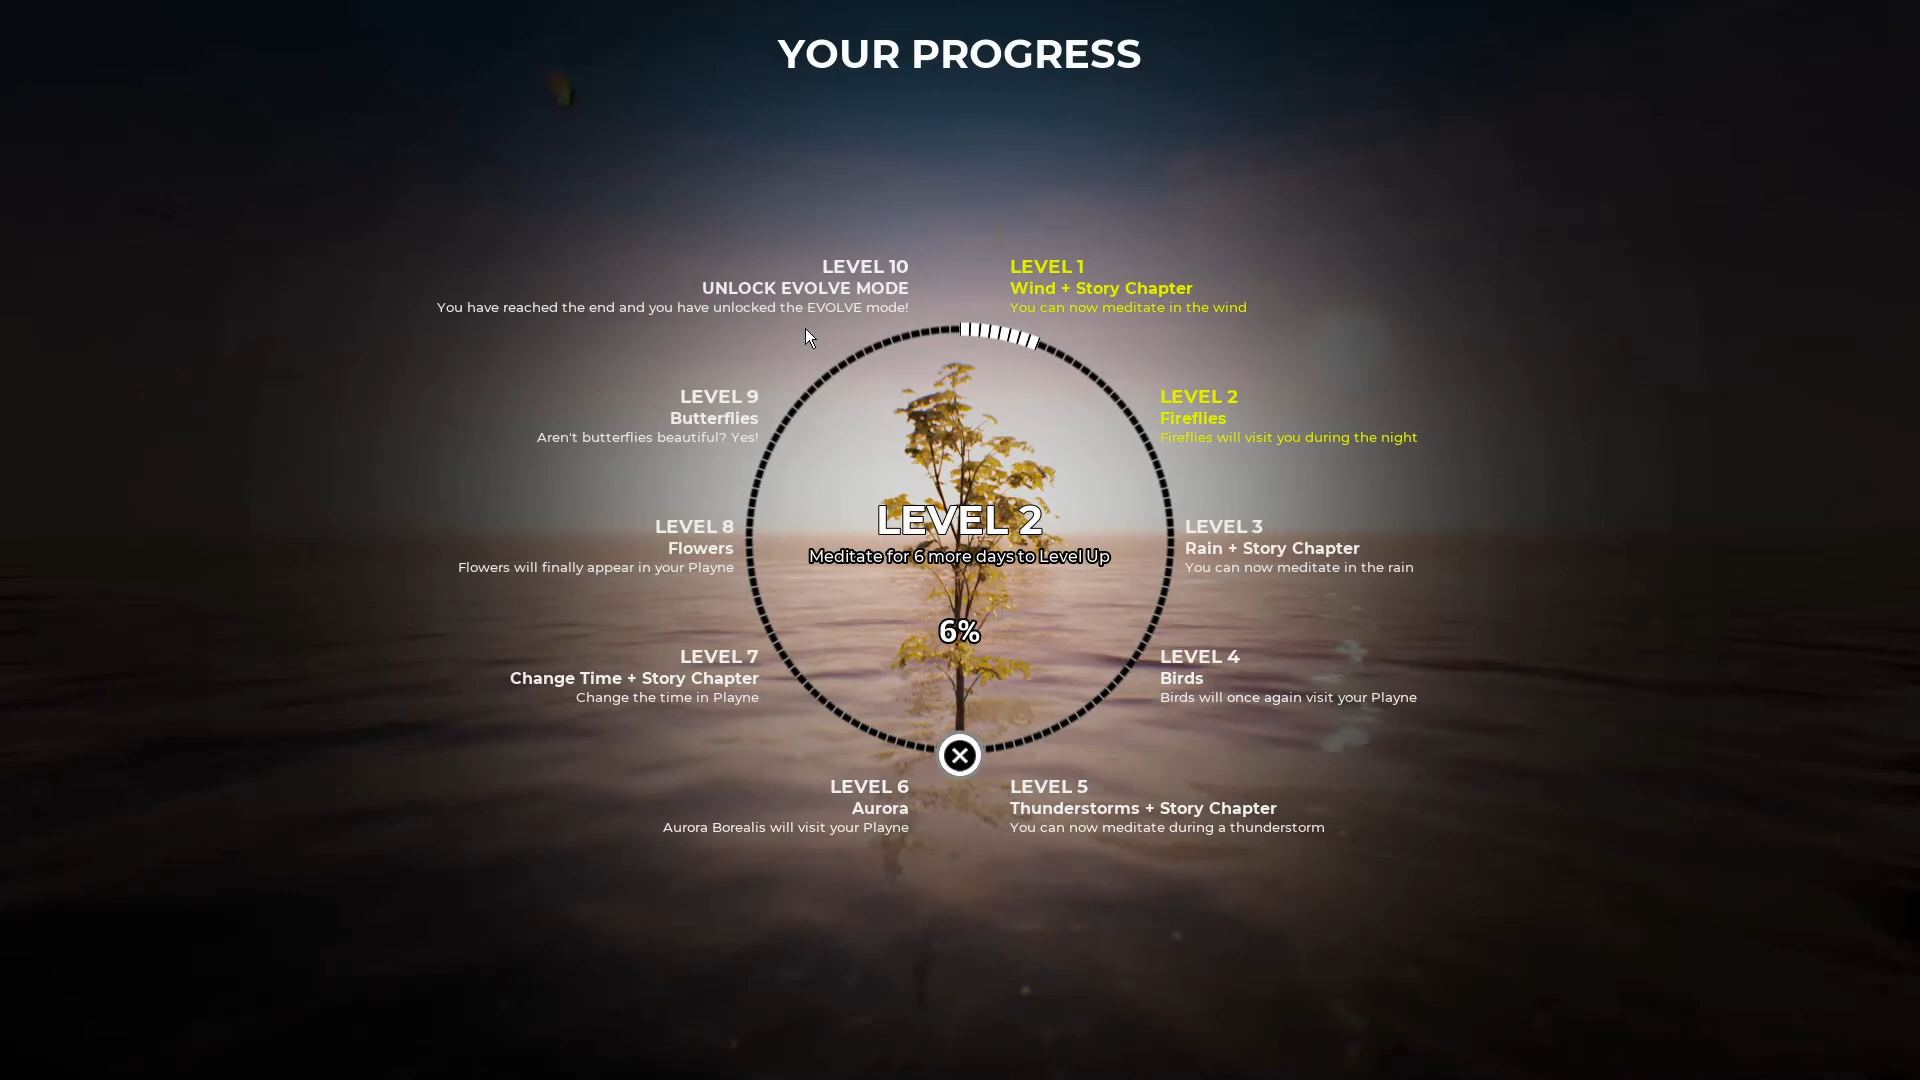 YOUR PROGRESS
LEVEL 10
UNLOCK EVOLVE MODE
You have reached the end and you have unlocked the EVOLVE mode!
LEVEL 1
Wind + Story Chapter
You can now meditate in the wind
LEVEL 9
Butterflies
Aren't butterflies beautiful? Yes!
LEVEL 2
Fireflies
Fireflies will visit you during the night
LEVEL 8
Flowers
Flowers will finally appear in your Playne
LEVEL 2
Meditate for 6 more days to Level Up
6%
LEVEL 3
Rain + Story Chapter
You can now meditate in the rain
LEVEL 7
Change Time + Story Chapter
Change the time in Playne
LEVEL 4
Birds
Birds will once again visit your Playne
LEVEL 6
Aurora
Aurora Borealis will visit your Playne
LEVEL 5
Thunderstorms + Story Chapter
You can now meditate during a thunderstorm